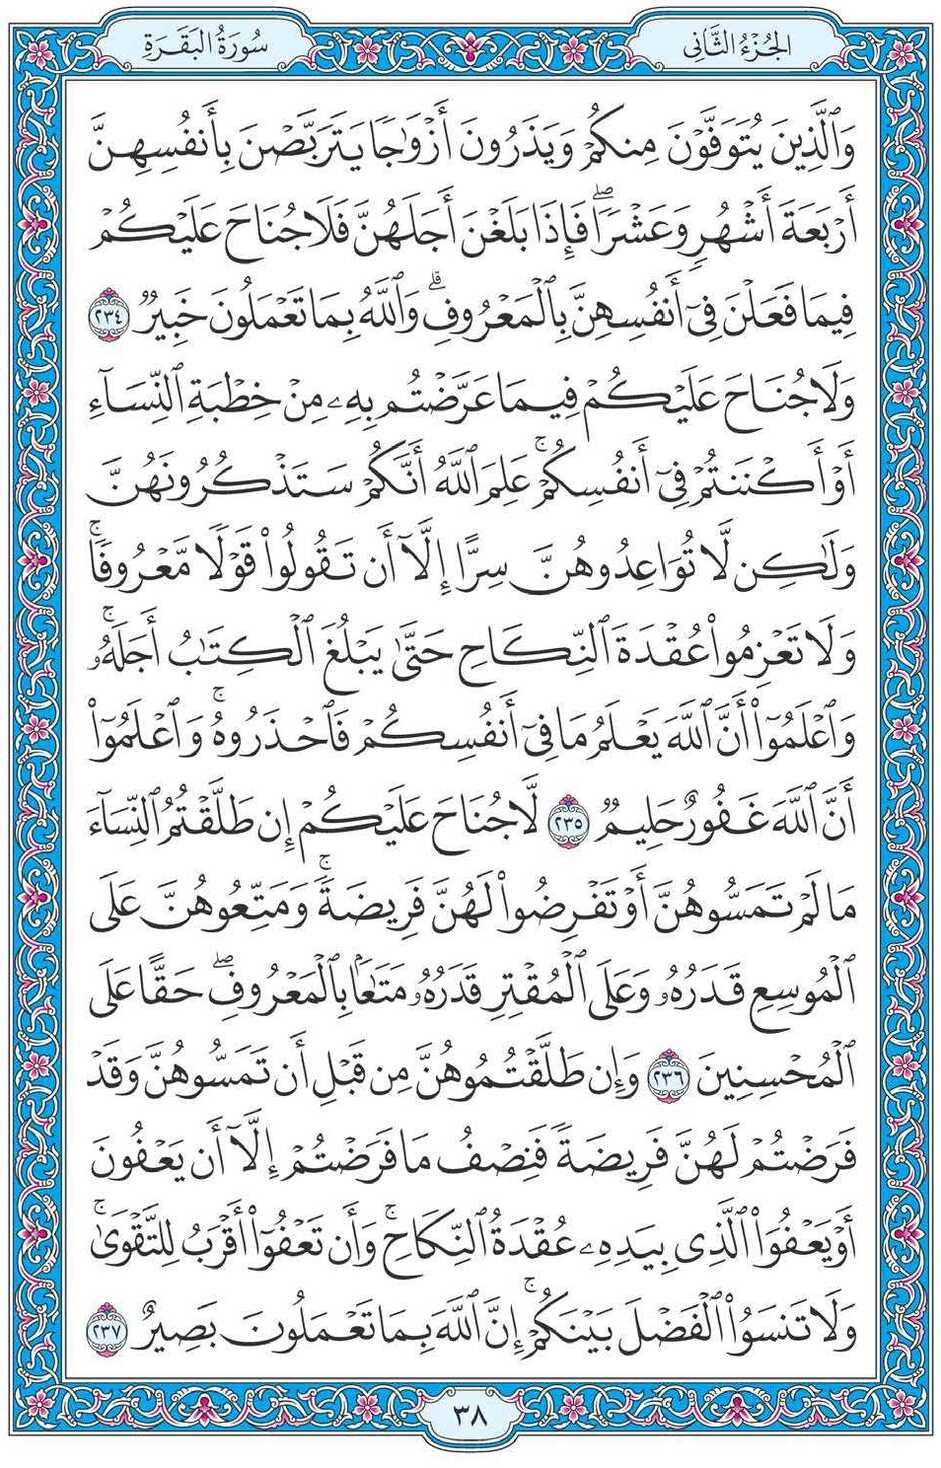 الجُزْءُ الثَّانِي
سُورَةُ البَقَرَةِ
وَٱلَّذِينَ يُتَوَفَّوۡنَ مِنكُمۡ وَيَذَرُونَ أَزۡوَٰجٗا يَتَرَبَّصۡنَ بِأَنفُسِهِنَّ
أَرۡبَعَةَ أَشۡهُرٖ وَعَشۡرٗاۖ فَإِذَا بَلَغۡنَ أَجَلَهُنَّ فَلَا جُنَاحَ عَلَيۡكُمۡ
فِيمَا فَعَلۡنَ فِيٓ أَنفُسِهِنَّ بِٱلۡمَعۡرُوفِۗ وَٱللَّهُ بِمَا تَعۡمَلُونَ خَبِيرٞ ٢٣٤
وَلَا جُنَاحَ عَلَيۡكُمۡ فِيمَا عَرَّضۡتُم بِهِۦ مِنۡ خِطۡبَةِ ٱلنِّسَآءِ
أَوۡ أَكۡنَنتُمۡ فِيٓ أَنفُسِكُمۡۚ عَلِمَ ٱللَّهُ أَنَّكُمۡ سَتَذۡكُرُونَهُنَّ
وَلَٰكِن لَّا تُوَاعِدُوهُنَّ سِرًّا إِلَّآ أَن تَقُولُواْ قَوۡلٗا مَّعۡرُوفٗاۚ
وَلَا تَعۡزِمُواْ عُقۡدَةَ ٱلنِّكَاحِ حَتَّىٰ يَبۡلُغَ ٱلۡكِتَٰبُ أَجَلَهُۥۚ
وَٱعۡلَمُوٓاْ أَنَّ ٱللَّهَ يَعۡلَمُ مَا فِيٓ أَنفُسِكُمۡ فَٱحۡذَرُوهُۚ وَٱعۡلَمُوٓاْ
أَنَّ ٱللَّهَ غَفُورٌ حَلِيمٞ ٢٣٥ لَّا جُنَاحَ عَلَيۡكُمۡ إِن طَلَّقۡتُمُ ٱلنِّسَآءَ
مَا لَمۡ تَمَسُّوهُنَّ أَوۡ تَفۡرِضُواْ لَهُنَّ فَرِيضَةٗۚ وَمَتِّعُوهُنَّ عَلَى
ٱلۡمُوسِعِ قَدَرُهُۥ وَعَلَى ٱلۡمُقۡتِرِ قَدَرُهُۥ مَتَٰعَۢا بِٱلۡمَعۡرُوفِۖ حَقًّا عَلَى
ٱلۡمُحۡسِنِينَ ٢٣٦ وَإِن طَلَّقۡتُمُوهُنَّ مِن قَبۡلِ أَن تَمَسُّوهُنَّ وَقَدۡ
فَرَضۡتُمۡ لَهُنَّ فَرِيضَةٗ فَنِصۡفُ مَا فَرَضۡتُمۡ إِلَّآ أَن يَعۡفُونَ
أَوۡ يَعۡفُوَاْ ٱلَّذِي بِيَدِهِۦ عُقۡدَةُ ٱلنِّكَاحِۚ وَأَن تَعۡفُوٓاْ أَقۡرَبُ لِلتَّقۡوَىٰۚ
وَلَا تَنسَوُاْ ٱلۡفَضۡلَ بَيۡنَكُمۡۚ إِنَّ ٱللَّهَ بِمَا تَعۡمَلُونَ بَصِيرٌ ٢٣٧
٣٨